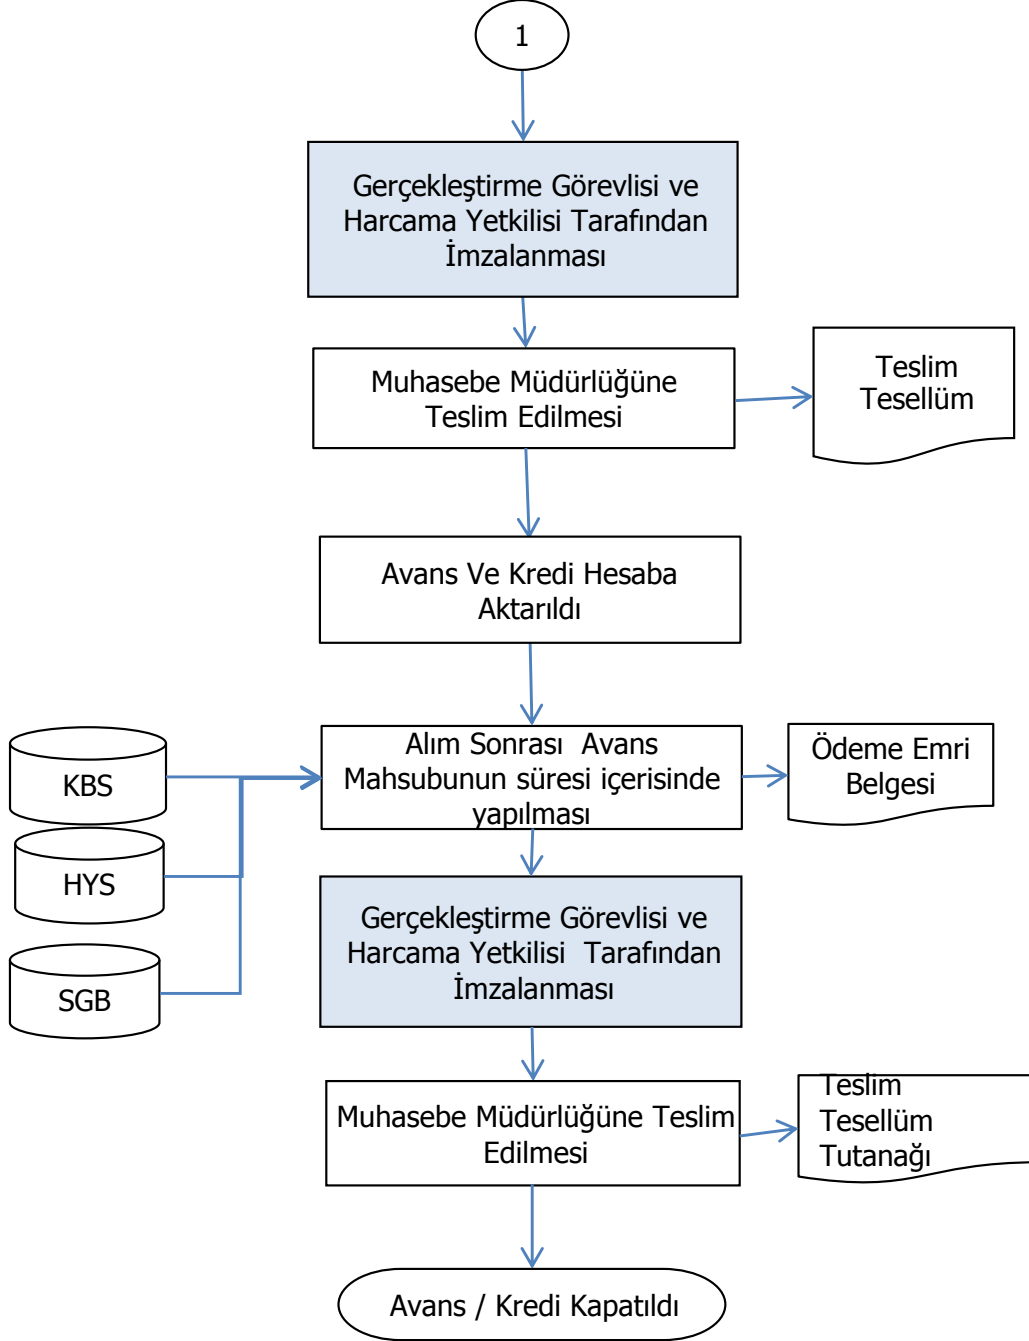 1
Gerçekleştirme Görevlisi ve
Harcama Yetkilisi Tarafından
İmzalanması
Muhasebe Müdürlüğüne
Teslim Edilmesi
Teslim
Tesellüm
Avans Ve Kredi Hesaba
Aktarıldı
Alım Sonrası Avans
Mahsubunun süresi içerisinde
yapılması
Ödeme Emri
Belgesi
KBS
HYS
SGB
Gerçekleştirme Görevlisi ve
Harcama Yetkilisi Tarafından
İmzalanması
Muhasebe Müdürlüğüne Teslim
Edilmesi
Teslim
Tesellüm
Tutanağı
Avans / Kredi Kapatıldı